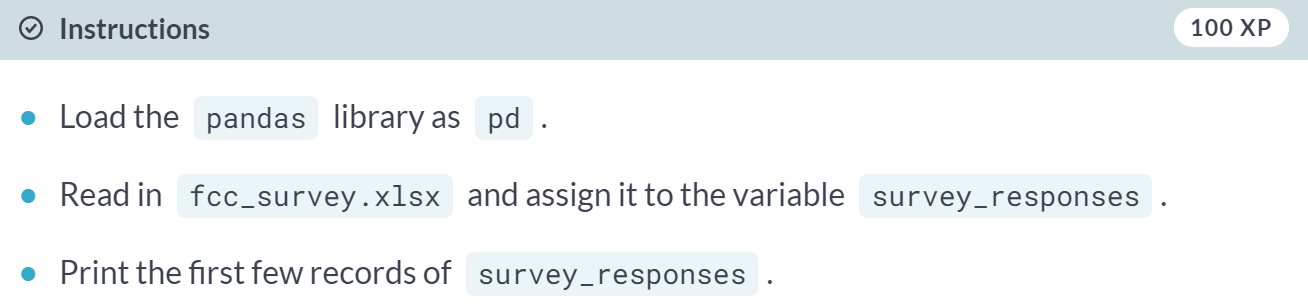 Instructions 100 XP
Load the pandas library as pd .
Read in fcc_survey.xlsx and assign it to the variable survey_responses .
Print the first few records of survey_responses .